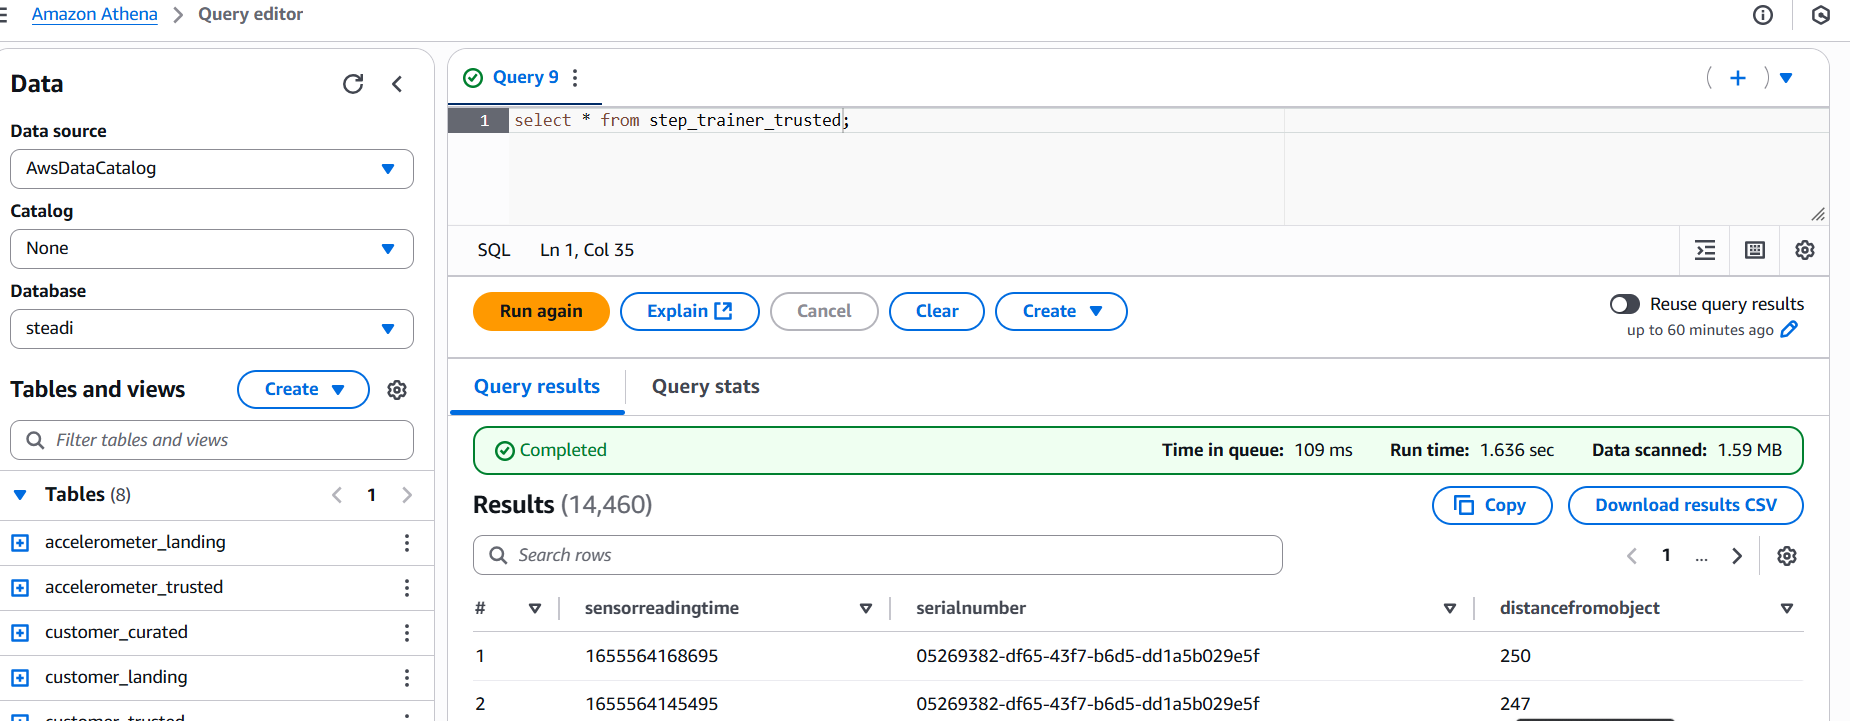 Amazon Athena > Query editor
Data
Data source
AwsDataCatalog
Catalog
None
Database
steadi
Tables and views
Create
Filter tables and views
Tables (8)
1
accelerometer_landing
accelerometer_trusted
customer_curated
customer_landing
customer_trusted
Query 9
1 select * from step_trainer_trusted;
SQL Ln 1, Col 35
Run again Explain Cancel Clear Create
Reuse query results
up to 60 minutes ago
Query results Query stats
Completed Time in queue: 109 ms Run time: 1.636 sec Data scanned: 1.59 MB
Results (14,460) Copy Download results CSV
Search rows 1 ...
# sensorreadingtime serialnumber distancefromobject
1 1655564168695 05269382-df65-43f7-b6d5-dd1a5b029e5f 250
2 1655564145495 05269382-df65-43f7-b6d5-dd1a5b029e5f 247